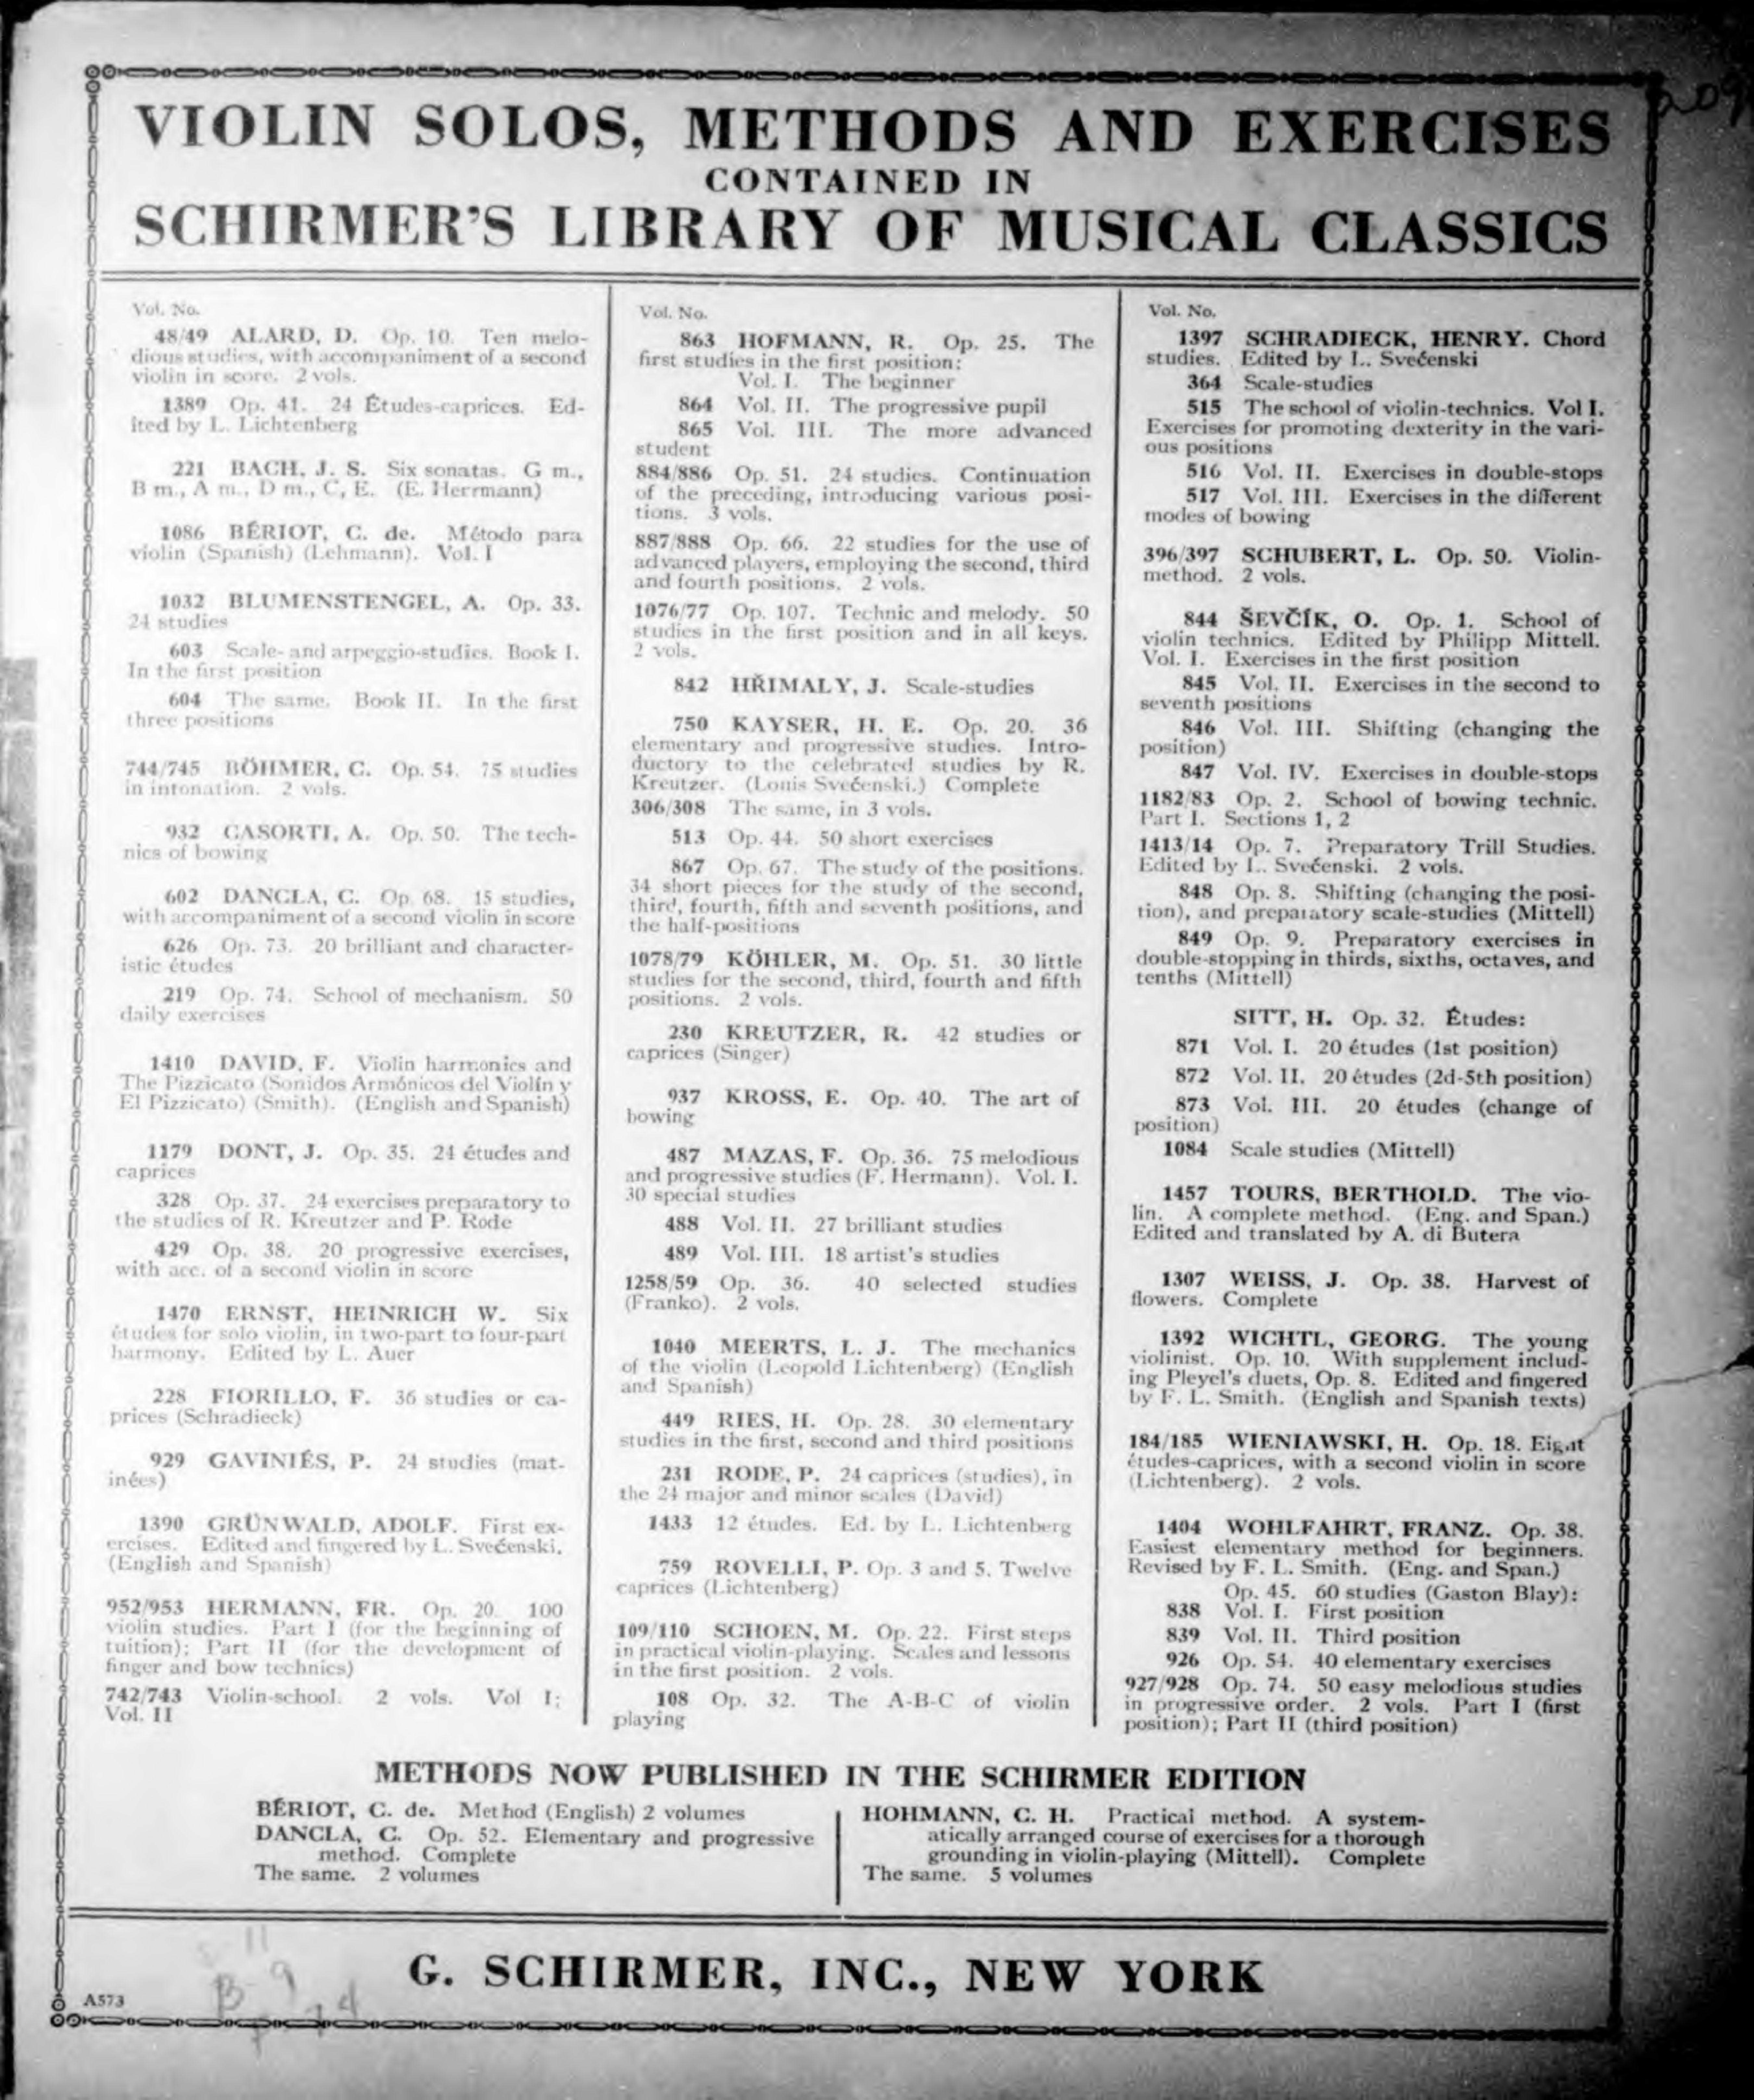 VIOLIN SOLOS, METHODS AND EXERCISES
CONTAINED IN
SCHIRMER'S LIBRARY OF MUSICAL CLASSICS
Vol. No.
48/49 ALARD, D. Op. 10. Ten melo-
dious studies, with accompaniment of a second
violin in score. 2 vols.
1389 Op. 41. 24 Études-caprices. Ed-
ited by L. Lichtenberg
221 BACH, J. S. Six sonatas. G m.,
B m., A m., D m., C, E. (E. Herrmann)
1086 BÉRIOT, C. de. Método para
violin (Spanish) (Lehmann). Vol. I
1032 BLUMENSTENGEL, A. Op. 33.
24 studies
603 Scale- and arpeggio-studies. Book I.
In the first position
604 The same. Book II. In the first
three positions
744/745 BÖHMER, C. Op. 54. 75 studies
in intonation. 2 vols.
932 CASORTI, A. Op. 50. The tech-
nics of bowing
602 DANCLA, C. Op 68. 15 studies,
with accompaniment of a second violin in score
626 Op. 73. 20 brilliant and character-
istic études
219 Op. 74. School of mechanism. 50
daily exercises
1410 DAVID, F. Violin harmonics and
The Pizzicato (Sonidos Armónicos del Violín y
El Pizzicato) (Smith). (English and Spanish)
1179 DONT, J. Op. 35. 24 études and
caprices
328 Op. 37. 24 exercises preparatory to
the studies of R. Kreutzer and P. Rode
429 Op. 38. 20 progressive exercises,
with acc. of a second violin in score
1470 ERNST, HEINRICH W. Six
études for solo violin, in two-part to four-part
harmony. Edited by L. Auer
228 FIORILLO, F. 36 studies or ca-
prices (Schradieck)
929 GAVINIÉS, P. 24 studies (mat-
inées)
1390 GRÜNWALD, ADOLF. First ex-
ercises. Edited and fingered by L. Svećenski.
(English and Spanish)
952/953 HERMANN, FR. Op. 20. 100
violin studies. Part I (for the beginning of
tuition); Part II (for the development of
finger and bow technics)
742/743 Violin-school. 2 vols. Vol I;
Vol. II
Vol. No.
863 HOFMANN, R. Op. 25. The
first studies in the first position:
Vol. I. The beginner
864 Vol. II. The progressive pupil
865 Vol. III. The more advanced
student
884/886 Op. 51. 24 studies. Continuation
of the preceding, introducing various posi-
tions. 3 vols.
887/888 Op. 66. 22 studies for the use of
advanced players, employing the second, third
and fourth positions. 2 vols.
1076/77 Op. 107. Technic and melody. 50
studies in the first position and in all keys.
2 vols.
842 HŘIMALY, J. Scale-studies
750 KAYSER, H. E. Op. 20. 36
elementary and progressive studies. Intro-
ductory to the celebrated studies by R.
Kreutzer. (Louis Svećenski.) Complete
306/308 The same, in 3 vols.
513 Op. 44. 50 short exercises
867 Op. 67. The study of the positions.
34 short pieces for the study of the second,
third, fourth, fifth and seventh positions, and
the half-positions
1078/79 KÖHLER, M. Op. 51. 30 little
studies for the second, third, fourth and fifth
positions. 2 vols.
230 KREUTZER, R. 42 studies or
caprices (Singer)
937 KROSS, E. Op. 40. The art of
bowing
487 MAZAS, F. Op. 36. 75 melodious
and progressive studies (F. Hermann). Vol. I.
30 special studies
488 Vol. II. 27 brilliant studies
489 Vol. III. 18 artist's studies
1258/59 Op. 36. 40 selected studies
(Franko). 2 vols.
1040 MEERTS, L. J. The mechanics
of the violin (Leopold Lichtenberg) (English
and Spanish)
449 RIES, H. Op. 28. 30 elementary
studies in the first, second and third positions
231 RODE, P. 24 caprices (studies), in
the 24 major and minor scales (David)
1433 12 études. Ed. by L. Lichtenberg
759 ROVELLI, P. Op. 3 and 5. Twelve
caprices (Lichtenberg)
109/110 SCHOEN, M. Op. 22. First steps
in practical violin-playing. Scales and lessons
in the first position. 2 vols.
108 Op. 32. The A-B-C of violin
playing
Vol. No.
1397 SCHRADIECK, HENRY. Chord
studies. Edited by L. Svećenski
364 Scale-studies
515 The school of violin-technics. Vol I.
Exercises for promoting dexterity in the vari-
ous positions
516 Vol. II. Exercises in double-stops
517 Vol. III. Exercises in the different
modes of bowing
396/397 SCHUBERT, L. Op. 50. Violin-
method. 2 vols.
844 ŠEVČÍK, O. Op. 1. School of
violin technics. Edited by Philipp Mittell.
Vol. I. Exercises in the first position
845 Vol. II. Exercises in the second to
seventh positions
846 Vol. III. Shifting (changing the
position)
847 Vol. IV. Exercises in double-stops
1182/83 Op. 2. School of bowing technic.
Part I. Sections 1, 2
1413/14 Op. 7. Preparatory Trill Studies.
Edited by L. Svećenski. 2 vols.
848 Op. 8. Shifting (changing the posi-
tion), and preparatory scale-studies (Mittell)
849 Op. 9. Preparatory exercises in
double-stopping in thirds, sixths, octaves, and
tenths (Mittell)
SITT, H. Op. 32. Études:
871 Vol. I. 20 études (1st position)
872 Vol. II. 20 études (2d-5th position)
873 Vol. III. 20 études (change of
position)
1084 Scale studies (Mittell)
1457 TOURS, BERTHOLD. The vio-
lin. A complete method. (Eng. and Span.)
Edited and translated by A. di Butera
1307 WEISS, J. Op. 38. Harvest of
flowers. Complete
1392 WICHTL, GEORG. The young
violinist. Op. 10. With supplement includ-
ing Pleyel's duets, Op. 8. Edited and fingered
by F. L. Smith. (English and Spanish texts)
184/185 WIENIAWSKI, H. Op. 18. Eight
études-caprices, with a second violin in score
(Lichtenberg). 2 vols.
1404 WOHLFAHRT, FRANZ. Op. 38.
Easiest elementary method for beginners.
Revised by F. L. Smith. (Eng. and Span.)
Op. 45. 60 studies (Gaston Blay):
838 Vol. I. First position
839 Vol. II. Third position
926 Op. 54. 40 elementary exercises
927/928 Op. 74. 50 easy melodious studies
in progressive order. 2 vols. Part I (first
position); Part II (third position)
METHODS NOW PUBLISHED IN THE SCHIRMER EDITION
BÉRIOT, C. de. Method (English) 2 volumes
DANCLA, C. Op. 52. Elementary and progressive
method. Complete
The same. 2 volumes
HOHMANN, C. H. Practical method. A system-
atically arranged course of exercises for a thorough
grounding in violin-playing (Mittell). Complete
The same. 5 volumes
G. SCHIRMER, INC., NEW YORK
A573